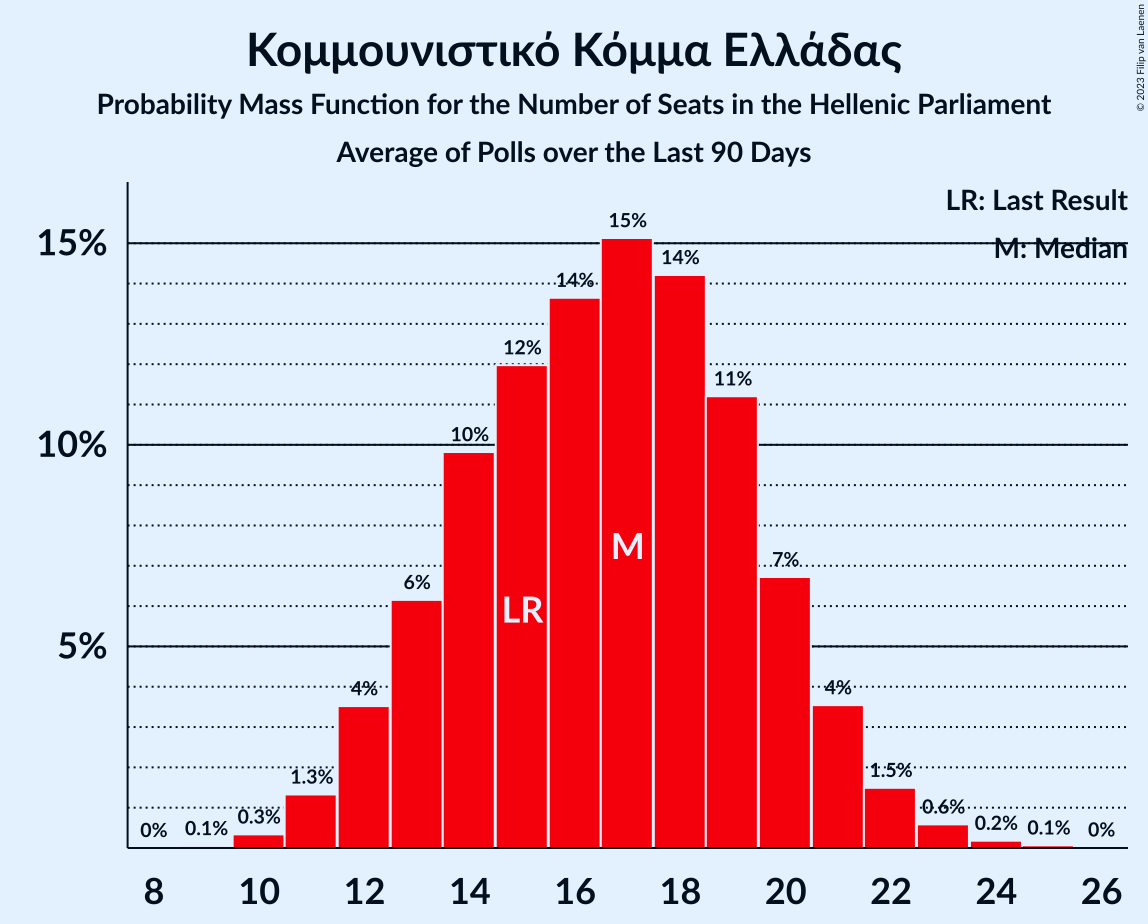 Κομμουνιστικό Κόμμα Ελλάδας
Probability Mass Function for the Number of Seats in the Hellenic Parliament
Average of Polls over the Last 90 Days
© 2023 Filip van Laenen
LR: Last Result
M: Median
15%
10%
5%
0%
0.1%
0.3%
1.3%
4%
6%
10%
12%
14%
15%
14%
11%
7%
4%
1.5%
0.6%
0.2%
0.1%
0%
LR
M
8 10 12 14 16 18 20 22 24 26